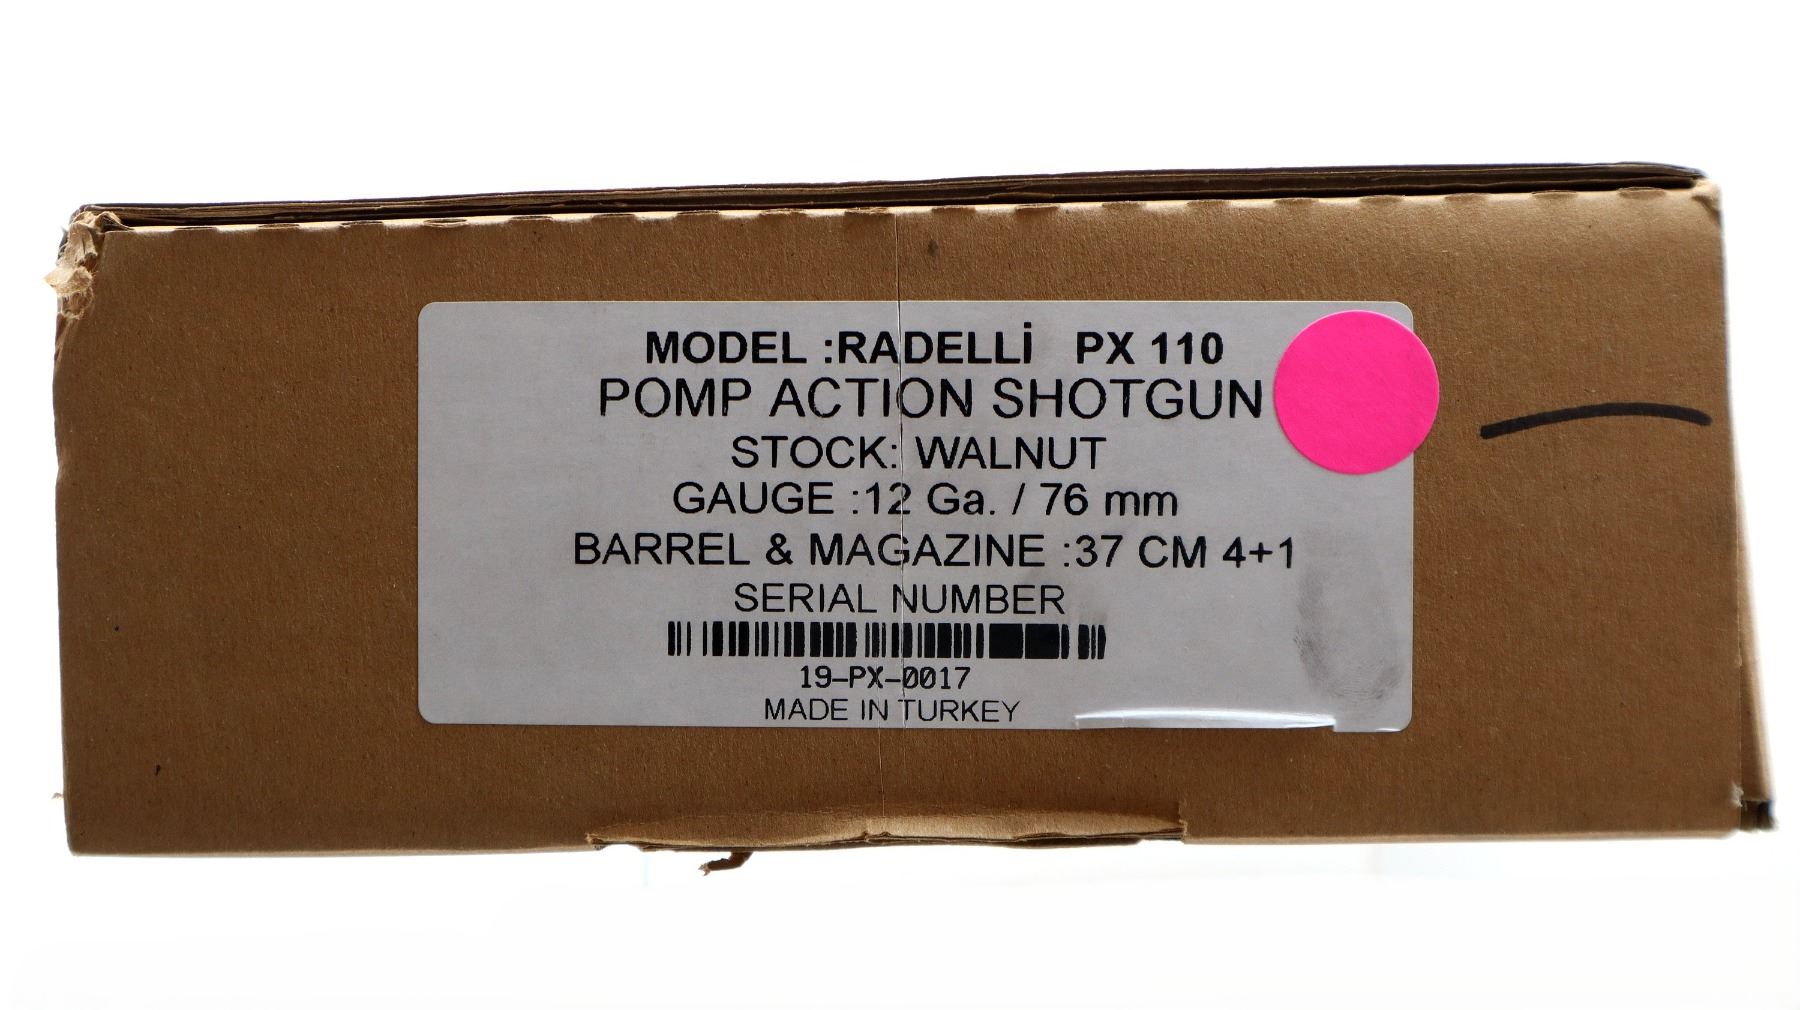 MODEL :RADELLİ PX 110
POMP ACTION SHOTGUN
STOCK: WALNUT
GAUGE :12 Ga. / 76 mm
BARREL & MAGAZINE :37 CM 4+1
SERIAL NUMBER
19-PX-0017
MADE IN TURKEY